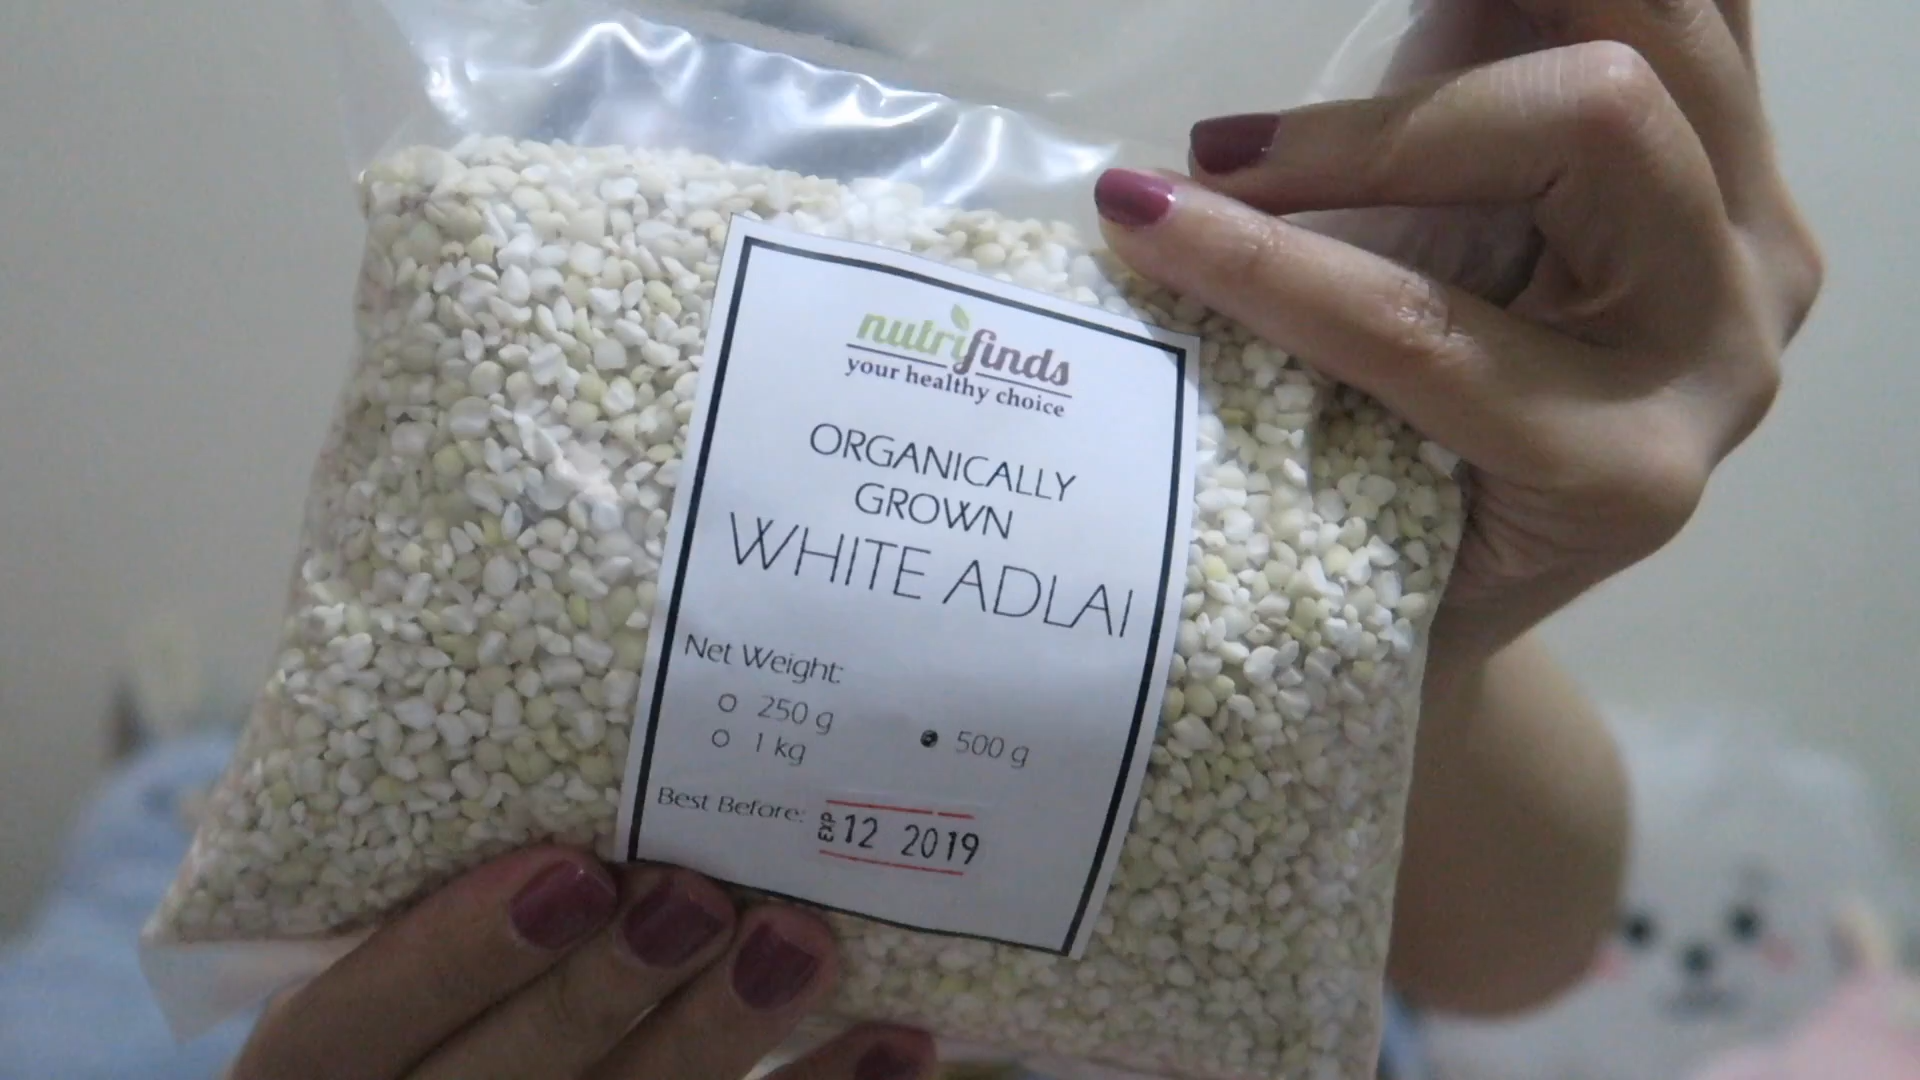 nutrifinds
your healthy choice
ORGANICALLY
GROWN
WHITE ADLAI
Net Weight:
250 g
500 g
1 kg
Best Before: EXP 12 2019